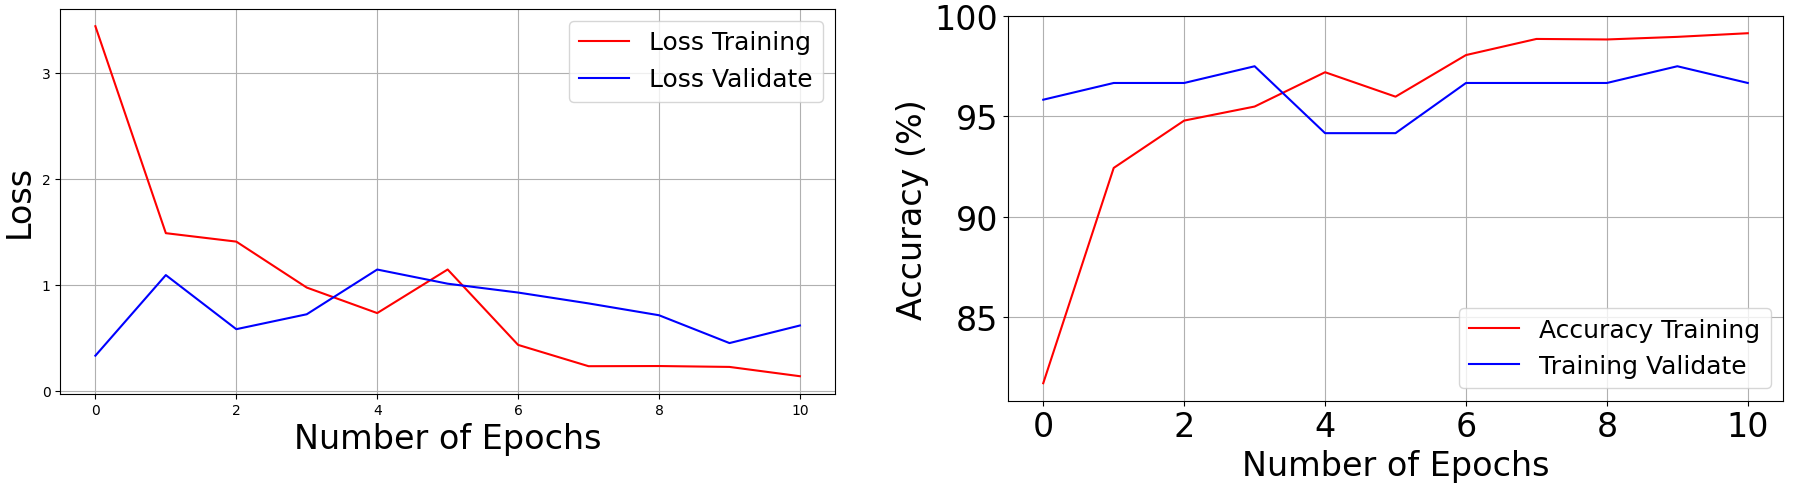 Loss
3
2
1
0
Loss Training
Loss Validate
0 2 4 6 8 10
Number of Epochs
Accuracy (%)
100
95
90
85
Accuracy Training
Training Validate
0 2 4 6 8 10
Number of Epochs